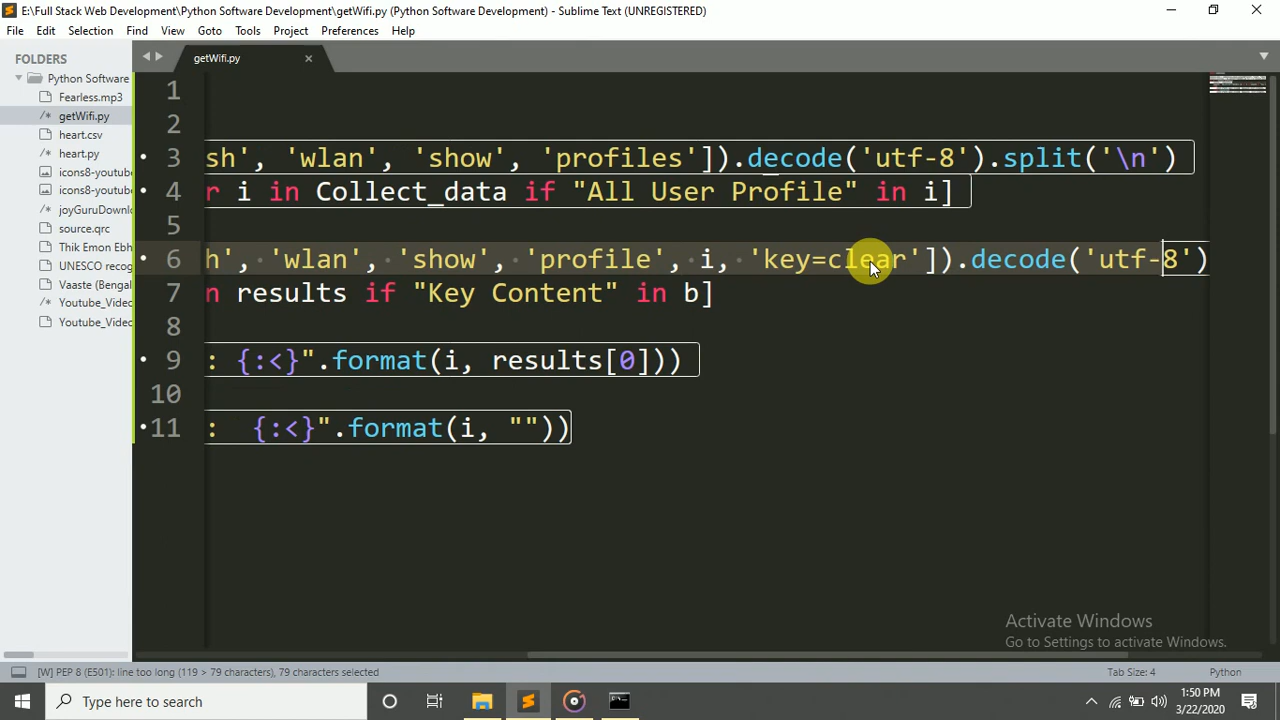 E:\Full Stack Web Development\Python Software Development\getWifi.py (Python Software Development) - Sublime Text (UNREGISTERED)
File Edit Selection Find View Goto Tools Project Preferences Help
FOLDERS
Python Software
Fearless.mp3
/* getWifi.py
heart.csv
/* heart.py
icons8-youtube
icons8-youtube
/* joyGuruDownlo
source.qrc
Thik Emon Ebh
UNESCO recog
Vaaste (Bengal
/* Youtube_Video
Youtube_Video
getWifi.py
1
2
3 sh', 'wlan', 'show', 'profiles']).decode('utf-8').split('\n')
4 r i in Collect_data if "All User Profile" in i]
5
6 h', 'wlan', 'show', 'profile', i, 'key=clear']).decode('utf-8')
7 n results if "Key Content" in b]
8
9 : {:<}".format(i, results[0]))
10
11 :  {:<}".format(i, ""))
Activate Windows
Go to Settings to activate Windows.
[W] PEP 8 (E501): line too long (119 > 79 characters), 79 characters selected
Tab Size: 4
Python
Type here to search
1:50 PM
3/22/2020